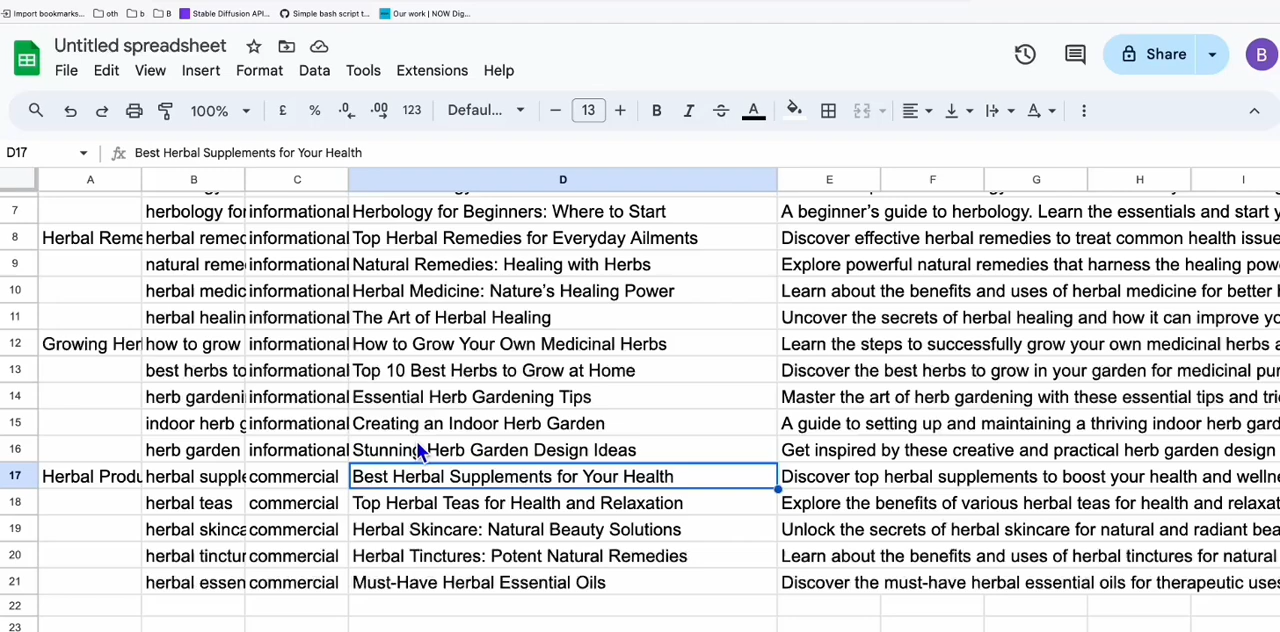 Import bookmarks... oth b B Stable Diffusion API... Simple bash script t... Our work | NOW Dig...
Untitled spreadsheet
File Edit View Insert Format Data Tools Extensions Help
Share B
100% £ % .0 .00 123 Defaul... 13 B I A A
D17 fx Best Herbal Supplements for Your Health
A B C D E F G H I
7 herbology for informational Herbology for Beginners: Where to Start A beginner's guide to herbology. Learn the essentials and start y
8 Herbal Reme herbal remec informational Top Herbal Remedies for Everyday Ailments Discover effective herbal remedies to treat common health issue
9 natural reme informational Natural Remedies: Healing with Herbs Explore powerful natural remedies that harness the healing pow
10 herbal medic informational Herbal Medicine: Nature's Healing Power Learn about the benefits and uses of herbal medicine for better h
11 herbal healin informational The Art of Herbal Healing Uncover the secrets of herbal healing and how it can improve yo
12 Growing Her how to grow informational How to Grow Your Own Medicinal Herbs Learn the steps to successfully grow your own medicinal herbs a
13 best herbs to informational Top 10 Best Herbs to Grow at Home Discover the best herbs to grow in your garden for medicinal pur
14 herb gardeni informational Essential Herb Gardening Tips Master the art of herb gardening with these essential tips and tri
15 indoor herb g informational Creating an Indoor Herb Garden A guide to setting up and maintaining a thriving indoor herb gard
16 herb garden informational Stunning Herb Garden Design Ideas Get inspired by these creative and practical herb garden design
17 Herbal Produ herbal supple commercial Best Herbal Supplements for Your Health Discover top herbal supplements to boost your health and wellne
18 herbal teas commercial Top Herbal Teas for Health and Relaxation Explore the benefits of various herbal teas for health and relaxat
19 herbal skinca commercial Herbal Skincare: Natural Beauty Solutions Unlock the secrets of herbal skincare for natural and radiant bea
20 herbal tinctur commercial Herbal Tinctures: Potent Natural Remedies Learn about the benefits and uses of herbal tinctures for natural
21 herbal essen commercial Must-Have Herbal Essential Oils Discover the must-have herbal essential oils for therapeutic uses
22
23